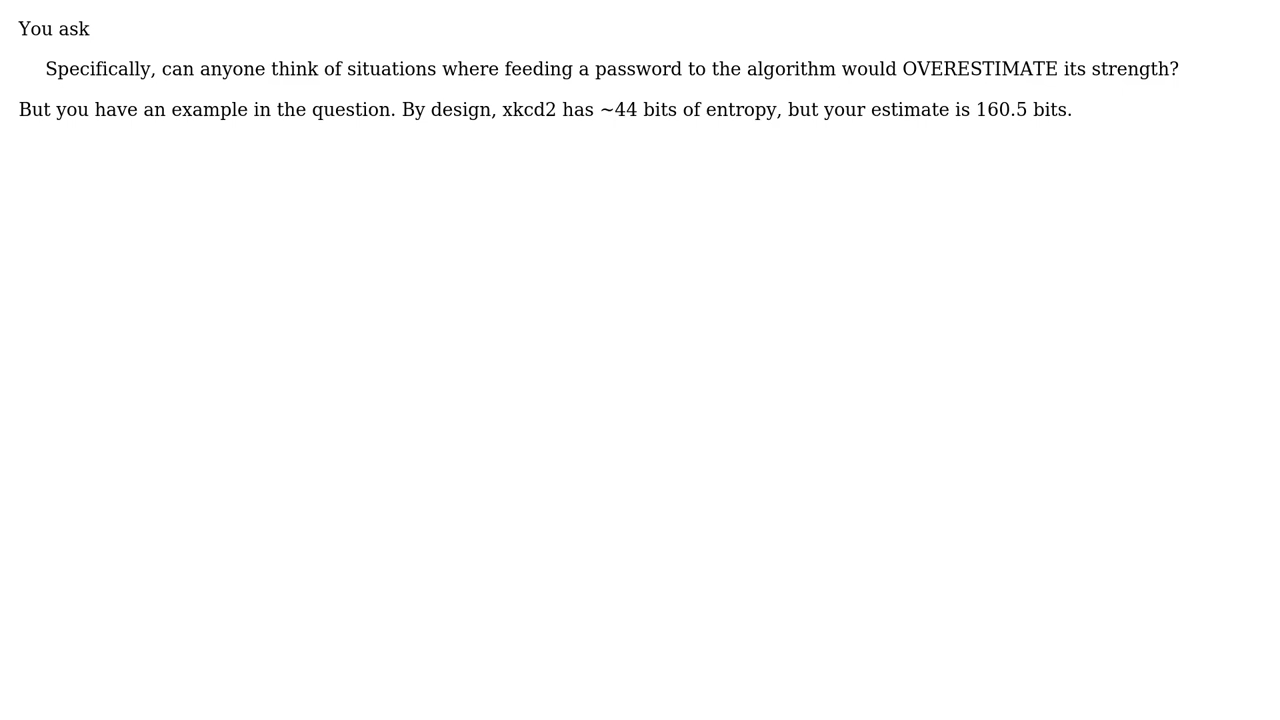 You ask
Specifically, can anyone think of situations where feeding a password to the algorithm would OVERESTIMATE its strength?
But you have an example in the question. By design, xkcd2 has ~44 bits of entropy, but your estimate is 160.5 bits.